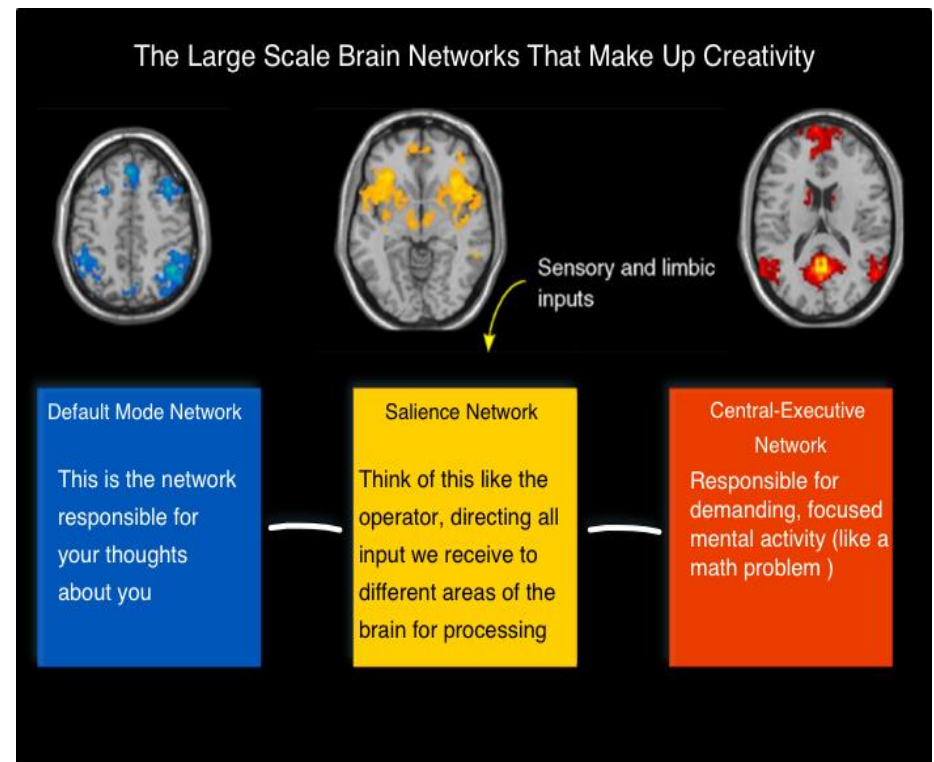 The Large Scale Brain Networks That Make Up Creativity
Sensory and limbic
inputs
Default Mode Network
This is the network
responsible for
your thoughts
about you
Salience Network
Think of this like the
operator, directing all
input we receive to
different areas of the
brain for processing
Central-Executive
Network
Responsible for
demanding, focused
mental activity (like a
math problem )